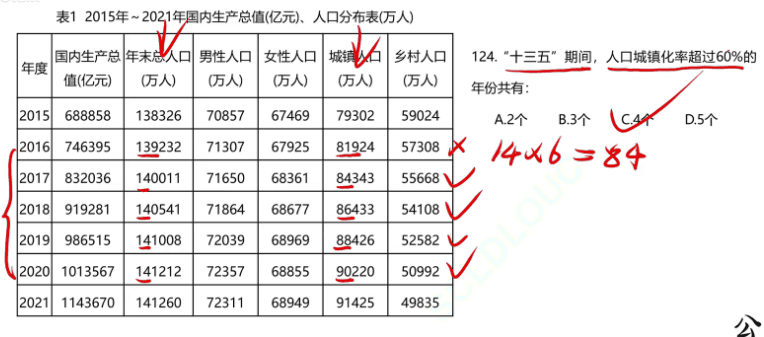 表1 2015年~2021年国内生产总值(亿元)、人口分布表(万人)
年度 国内生产总值(亿元) 年末总人口(万人) 男性人口(万人) 女性人口(万人) 城镇人口(万人) 乡村人口(万人)
2015 688858 138326 70857 67469 79302 59024
2016 746395 139232 71307 67925 81924 57308
2017 832036 140011 71650 68361 84343 55668
2018 919281 140541 71864 68677 86433 54108
2019 986515 141008 72039 68969 88426 52582
2020 1013567 141212 72357 68855 90220 50992
2021 1143670 141260 72311 68949 91425 49835
124.“十三五”期间，人口城镇化率超过60%的
年份共有：
A.2个 B.3个 C.4个 D.5个
14×6=84
公